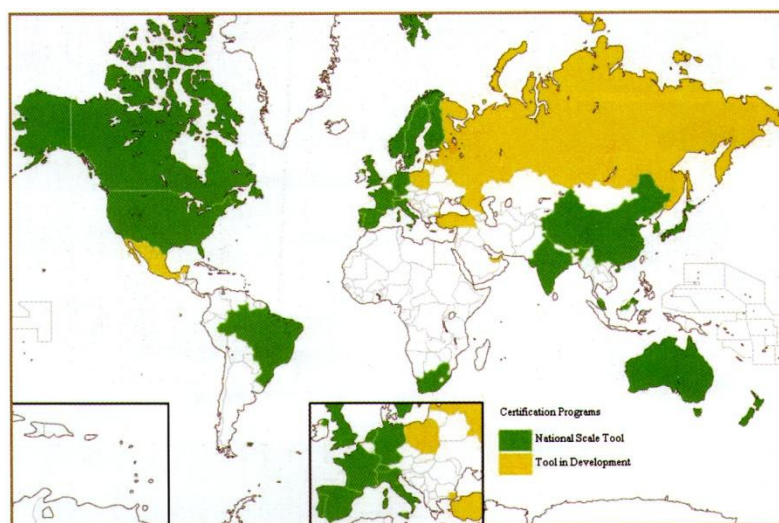 Certification Programs
National Scale Tool
Tool in Development